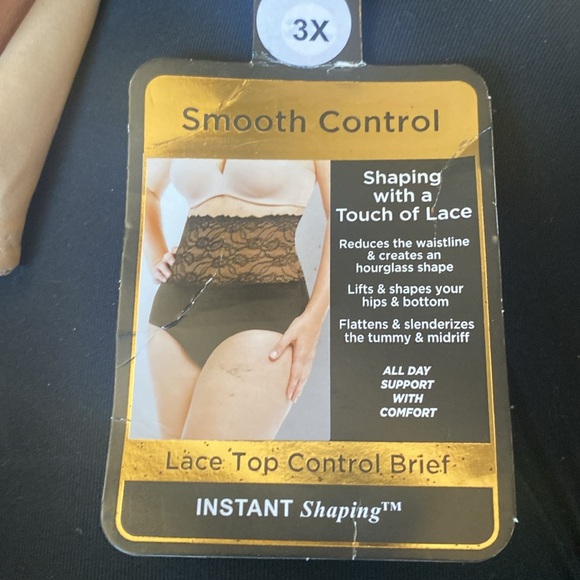 3X
Smooth Control
Shaping
with a
Touch of Lace
Reduces the waistline
& creates an
hourglass shape
Lifts & shapes your
hips & bottom
Flattens & slenderizes
the tummy & midriff
ALL DAY
SUPPORT
WITH
COMFORT
Lace Top Control Brief
INSTANT Shaping™